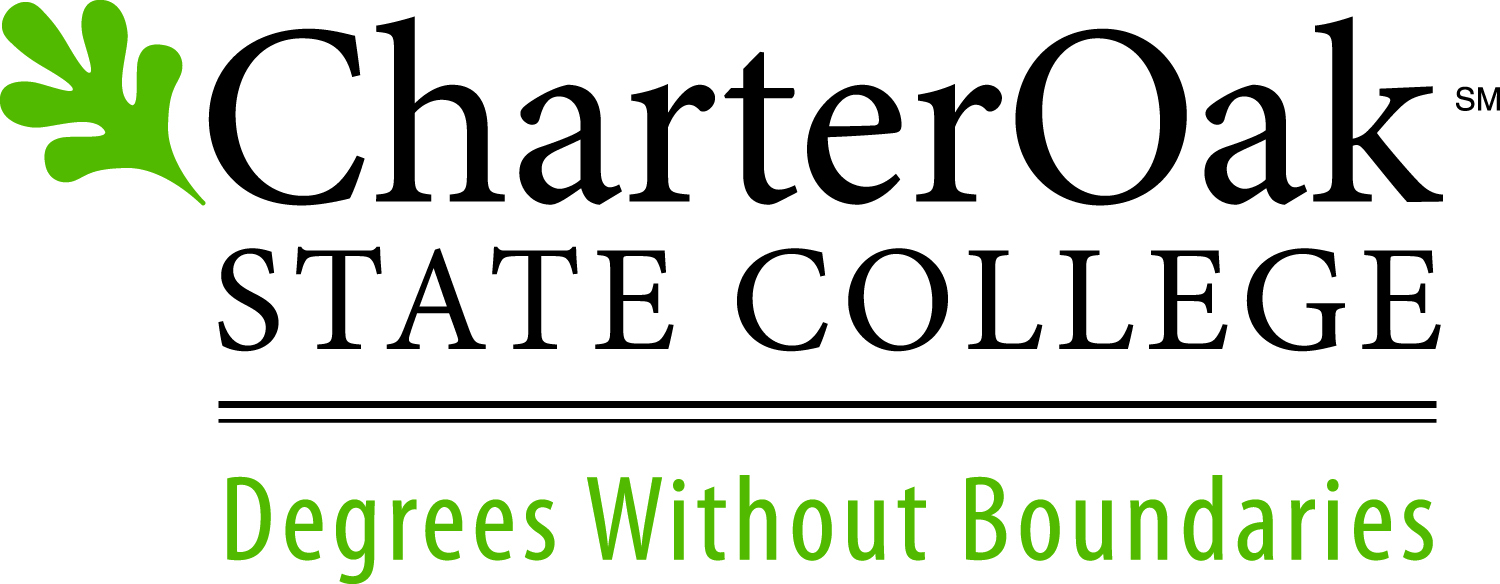 CharterOak SM
STATE COLLEGE
Degrees Without Boundaries